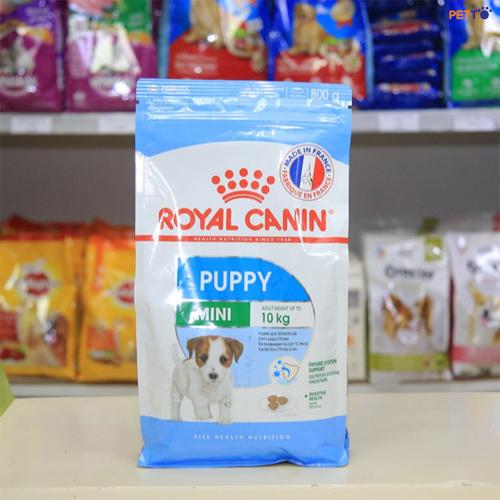 PETTO
800 g
MADE IN FRANCE
FABRIQUÉ EN FRANCE
ROYAL CANIN
HEALTH NUTRITION SINCE 1968
PUPPY
MINI
ADULT WEIGHT UP TO
10 kg
IMMUNE SYSTEM
SUPPORT
DIGESTIVE
HEALTH
SIZE HEALTH NUTRITION